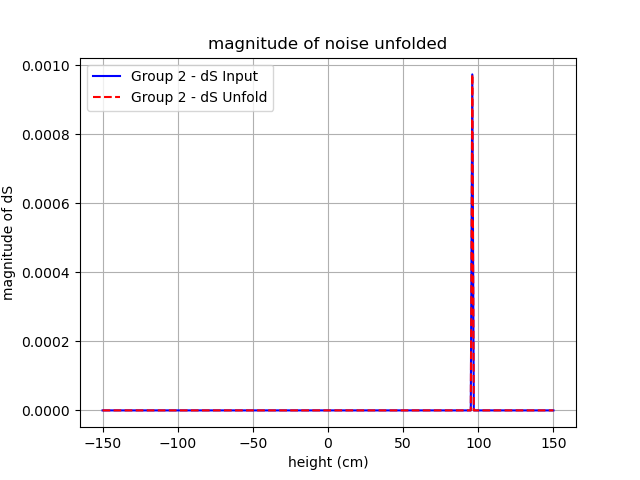 magnitude of noise unfolded
Group 2 - dS Input
Group 2 - dS Unfold
0.0010
0.0008
0.0006
0.0004
0.0002
0.0000
magnitude of dS
−150
−100
−50
0
50
100
150
height (cm)